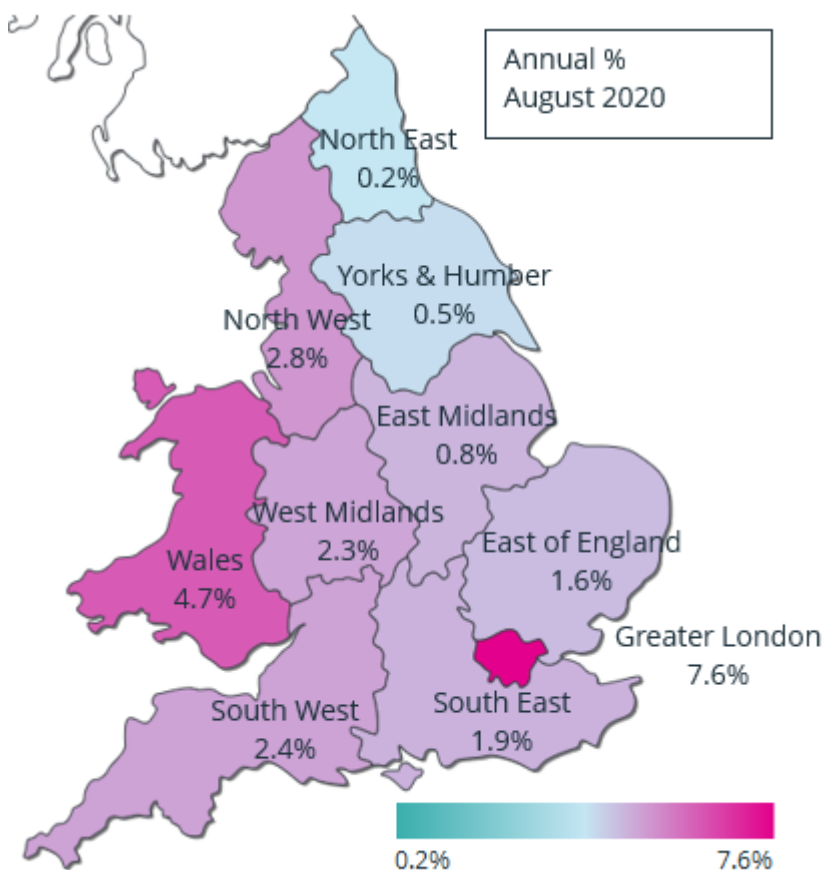 Annual %
August 2020
North East
0.2%
Yorks & Humber
0.5%
North West
2.8%
East Midlands
0.8%
West Midlands
2.3%
East of England
1.6%
Wales
4.7%
Greater London
7.6%
South West
2.4%
South East
1.9%
0.2%
7.6%